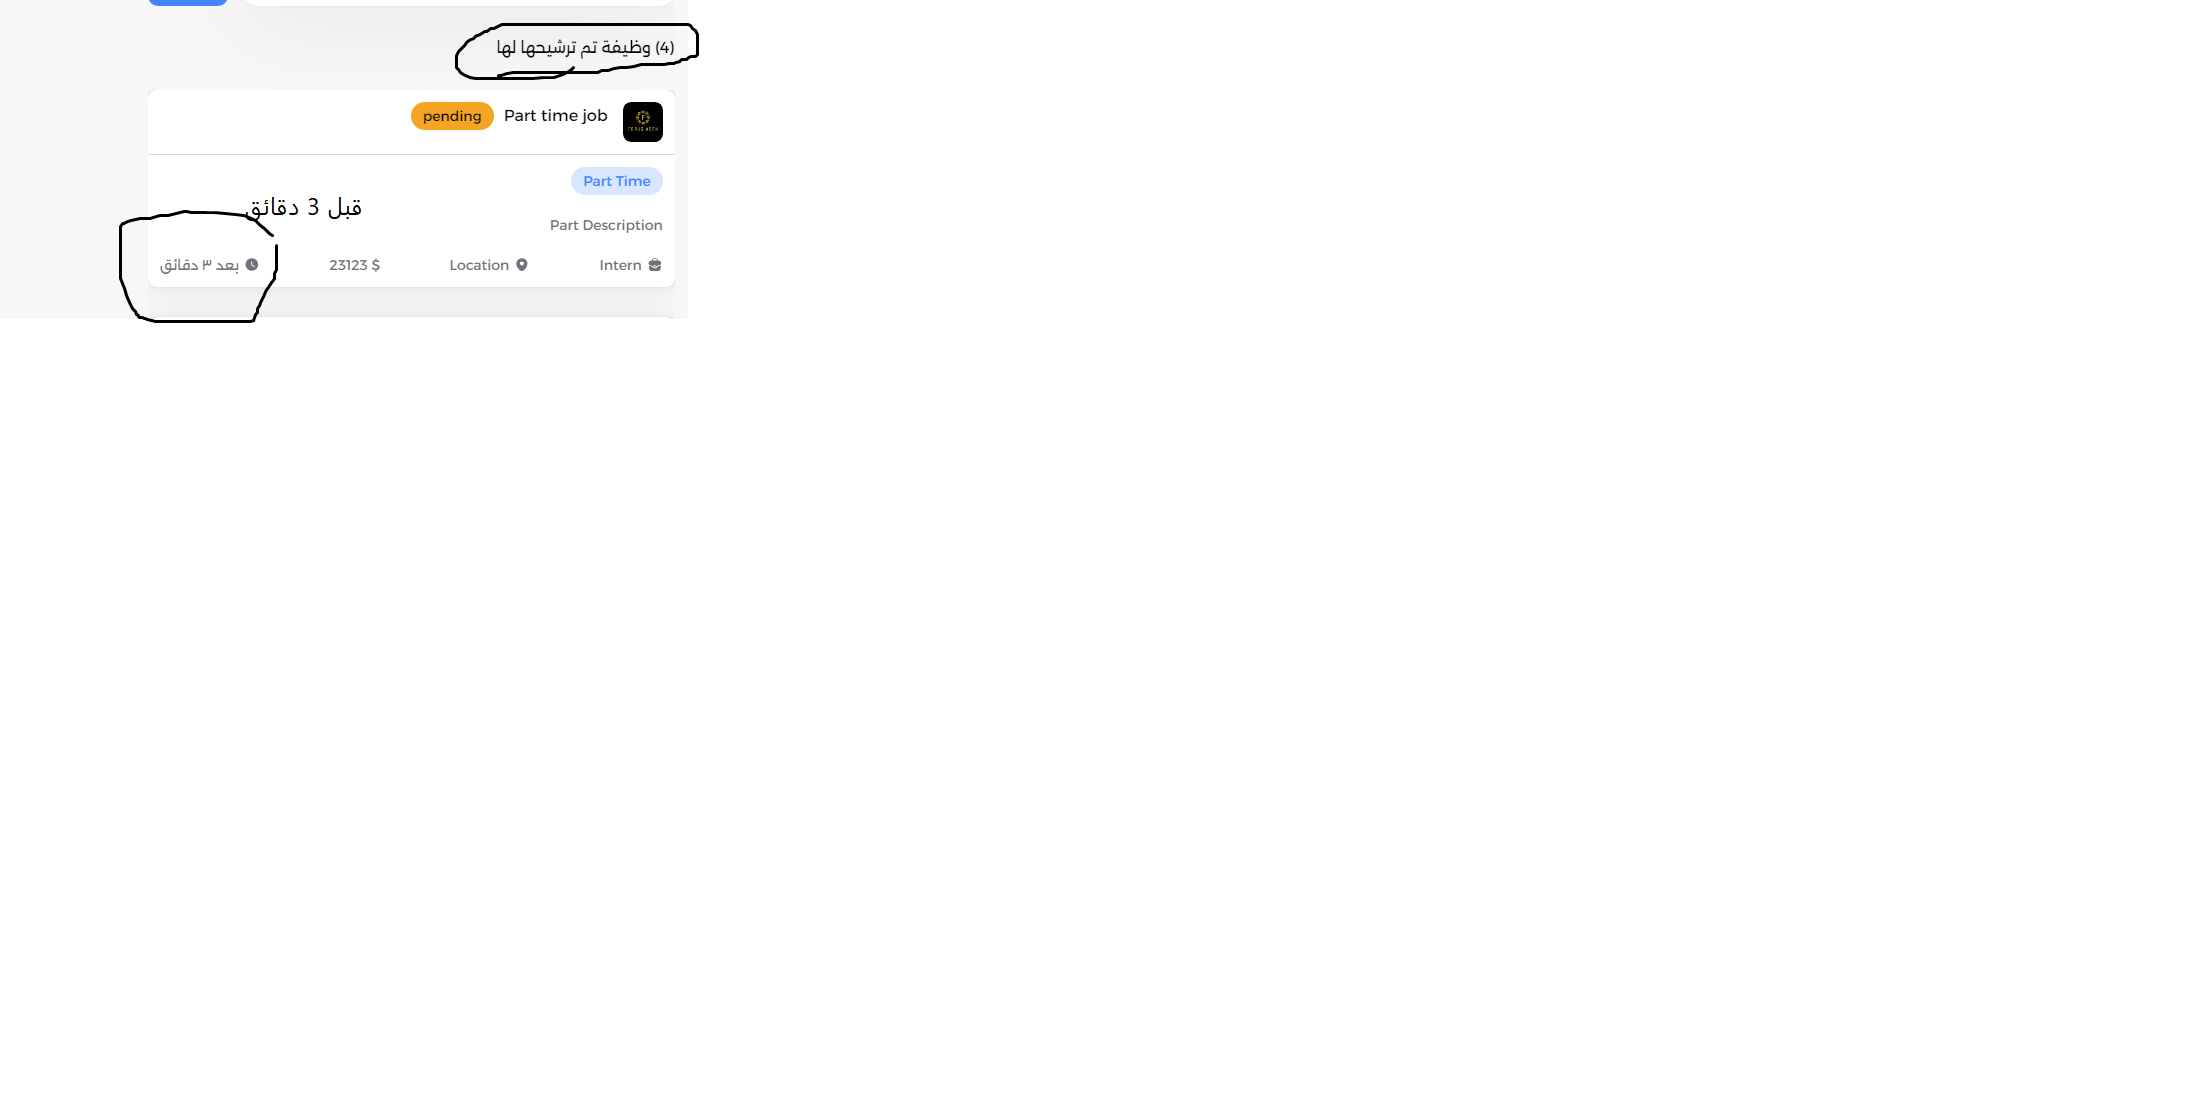 (4) وظيفة تم ترشيحها لها
Part time job pending
Part Time
قبل 3 دقائق
Part Description
Intern Location 23123 $ بعد ٣ دقائق